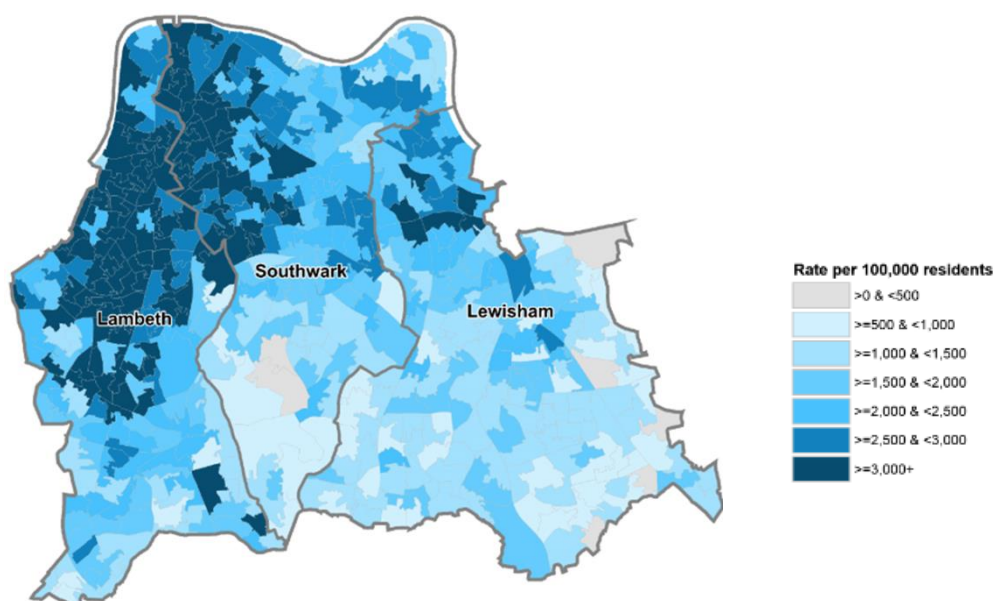 Southwark
Lewisham
Lambeth
Rate per 100,000 residents
>0 & <500
>=500 & <1,000
>=1,000 & <1,500
>=1,500 & <2,000
>=2,000 & <2,500
>=2,500 & <3,000
>=3,000+